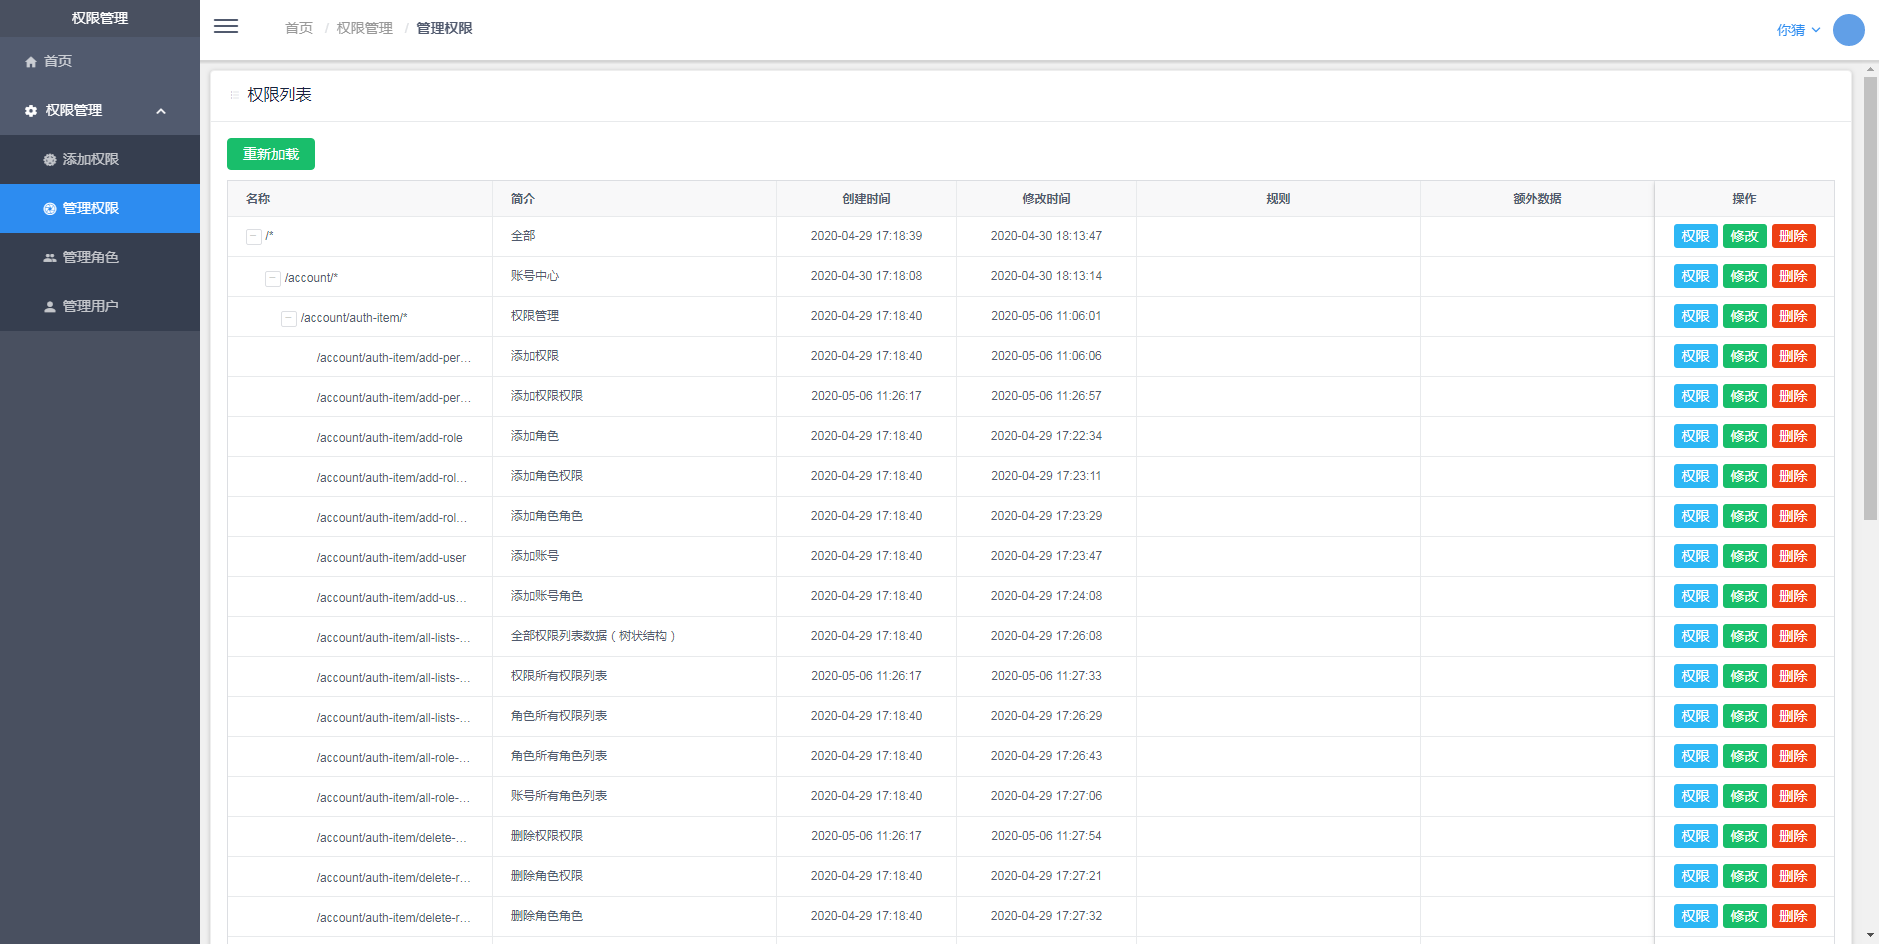 权限管理
首页
权限管理
添加权限
管理权限
管理角色
管理用户
首页 / 权限管理 / 管理权限
你猜
权限列表
重新加载
名称 简介 创建时间 修改时间 规则 额外数据 操作
/* 全部 2020-04-29 17:18:39 2020-04-30 18:13:47 权限 修改 删除
/account/* 账号中心 2020-04-30 17:18:08 2020-04-30 18:13:14 权限 修改 删除
/account/auth-item/* 权限管理 2020-04-29 17:18:40 2020-05-06 11:06:01 权限 修改 删除
/account/auth-item/add-per... 添加权限 2020-04-29 17:18:40 2020-05-06 11:06:06 权限 修改 删除
/account/auth-item/add-per... 添加权限权限 2020-05-06 11:26:17 2020-05-06 11:26:57 权限 修改 删除
/account/auth-item/add-role 添加角色 2020-04-29 17:18:40 2020-04-29 17:22:34 权限 修改 删除
/account/auth-item/add-rol... 添加角色权限 2020-04-29 17:18:40 2020-04-29 17:23:11 权限 修改 删除
/account/auth-item/add-rol... 添加角色角色 2020-04-29 17:18:40 2020-04-29 17:23:29 权限 修改 删除
/account/auth-item/add-user 添加账号 2020-04-29 17:18:40 2020-04-29 17:23:47 权限 修改 删除
/account/auth-item/add-us... 添加账号角色 2020-04-29 17:18:40 2020-04-29 17:24:08 权限 修改 删除
/account/auth-item/all-lists-... 全部权限列表数据（树状结构） 2020-04-29 17:18:40 2020-04-29 17:26:08 权限 修改 删除
/account/auth-item/all-lists-... 权限所有权限列表 2020-05-06 11:26:17 2020-05-06 11:27:33 权限 修改 删除
/account/auth-item/all-lists-... 角色所有权限列表 2020-04-29 17:18:40 2020-04-29 17:26:29 权限 修改 删除
/account/auth-item/all-role-... 角色所有角色列表 2020-04-29 17:18:40 2020-04-29 17:26:43 权限 修改 删除
/account/auth-item/all-role-... 账号所有角色列表 2020-04-29 17:18:40 2020-04-29 17:27:06 权限 修改 删除
/account/auth-item/delete-... 删除权限权限 2020-05-06 11:26:17 2020-05-06 11:27:54 权限 修改 删除
/account/auth-item/delete-r... 删除角色权限 2020-04-29 17:18:40 2020-04-29 17:27:21 权限 修改 删除
/account/auth-item/delete-r... 删除角色角色 2020-04-29 17:18:40 2020-04-29 17:27:32 权限 修改 删除